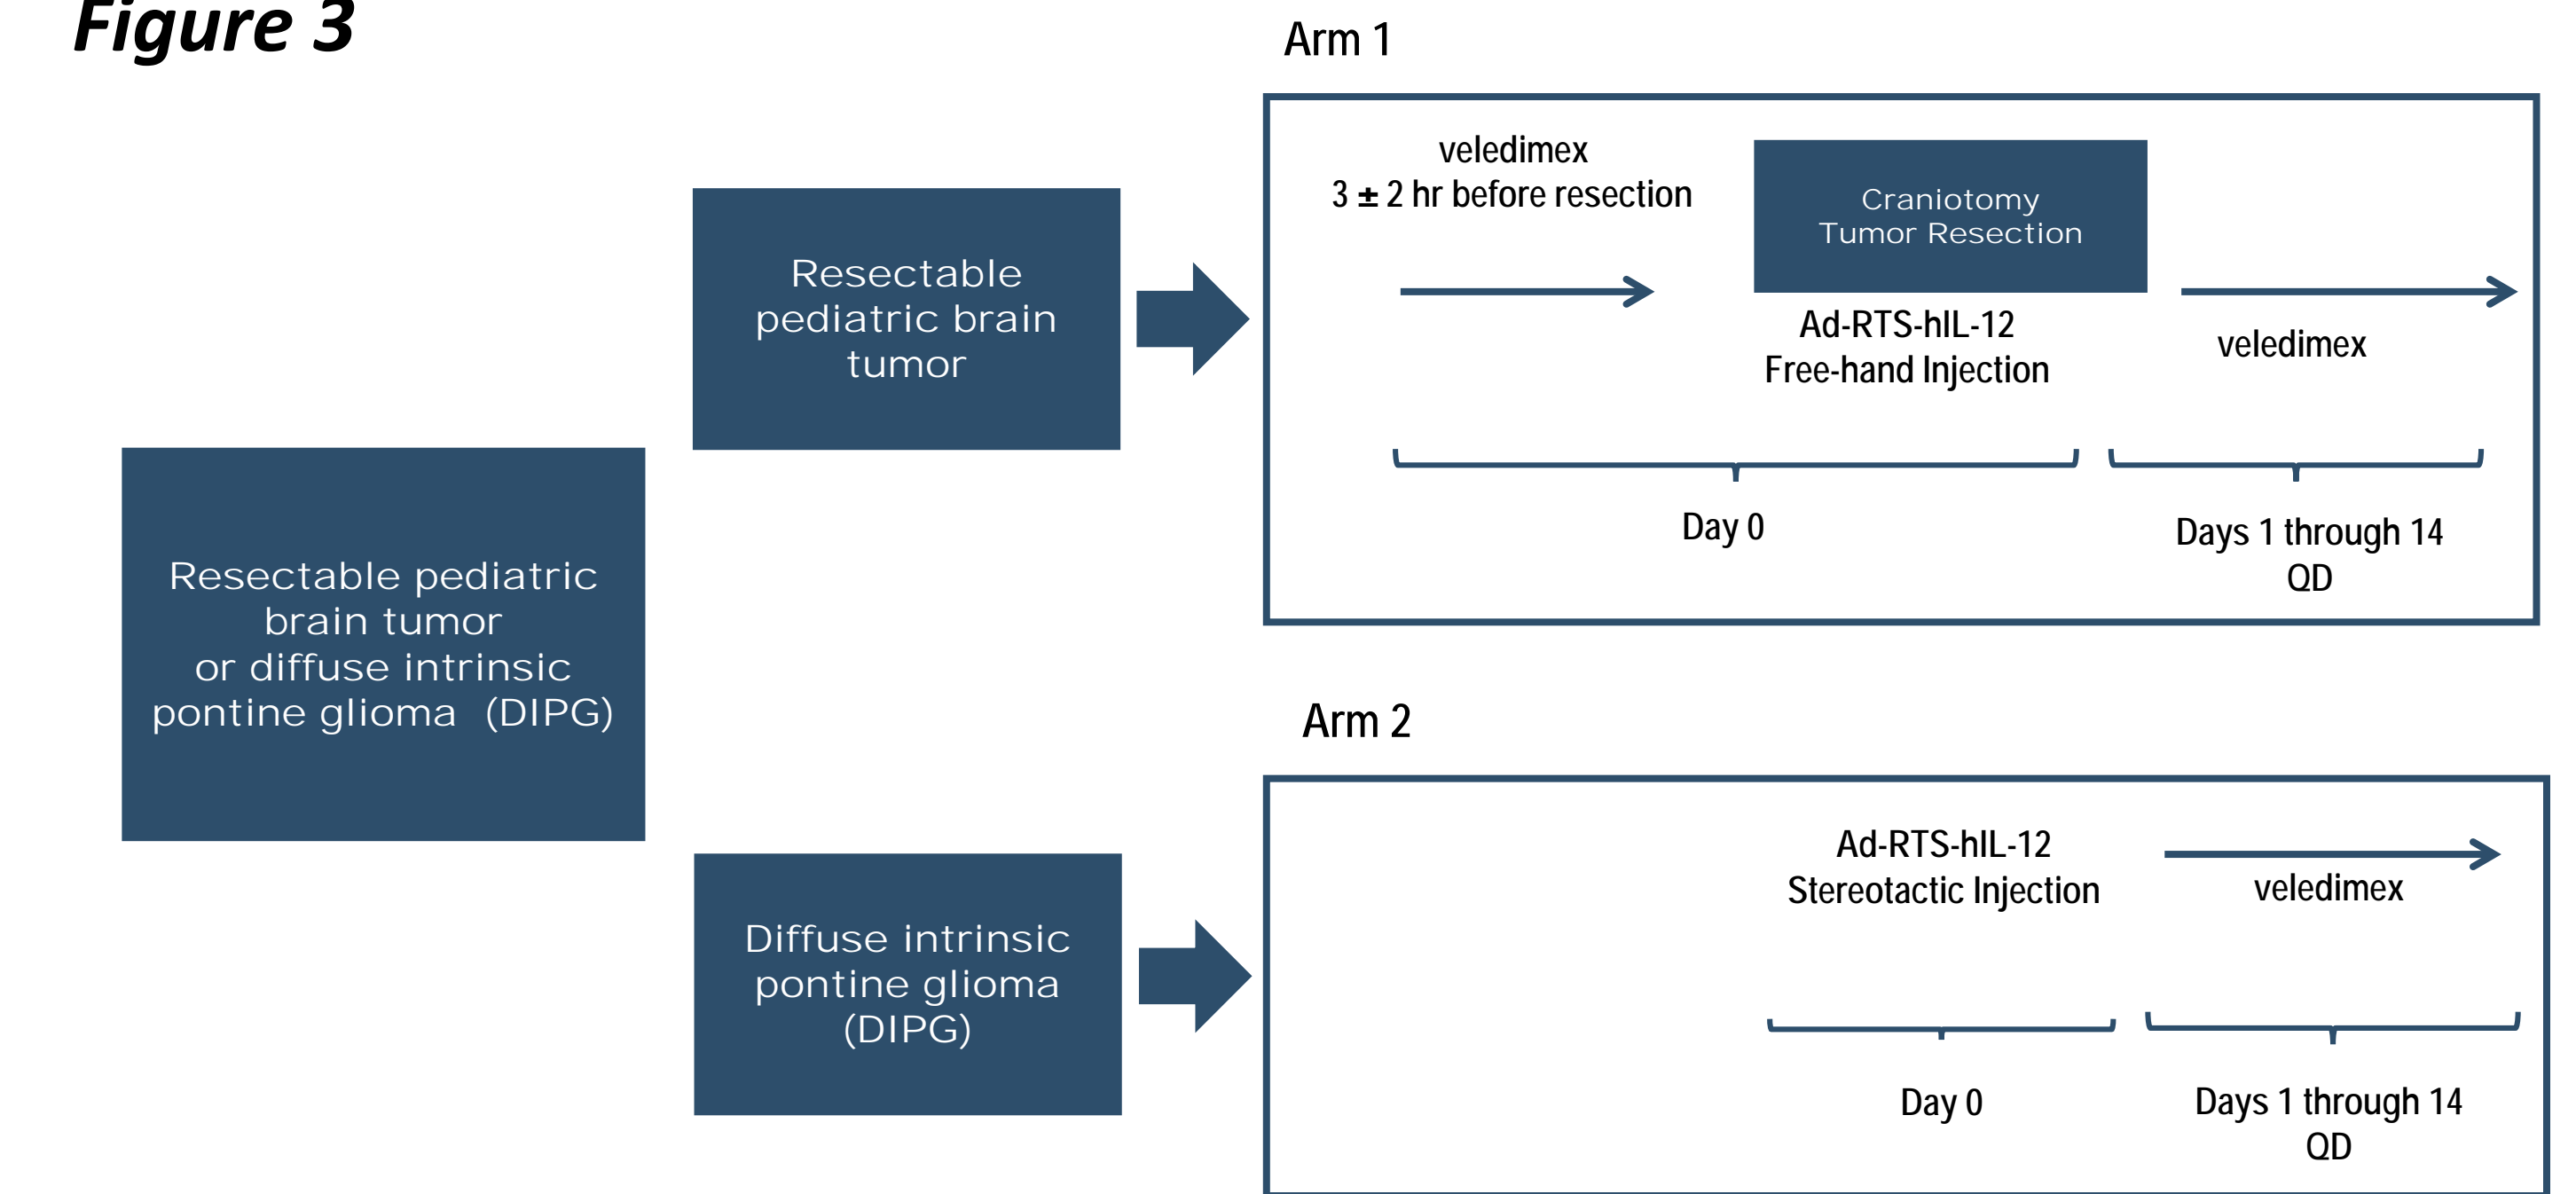 Figure 3
Resectable pediatric
brain tumor
or diffuse intrinsic
pontine glioma (DIPG)
Resectable
pediatric brain
tumor
Arm 1
veledimex
3 ± 2 hr before resection
Craniotomy
Tumor Resection
Ad-RTS-hIL-12
Free-hand Injection
veledimex
Day 0
Days 1 through 14
QD
Diffuse intrinsic
pontine glioma
(DIPG)
Arm 2
Ad-RTS-hIL-12
Stereotactic Injection
veledimex
Day 0
Days 1 through 14
QD